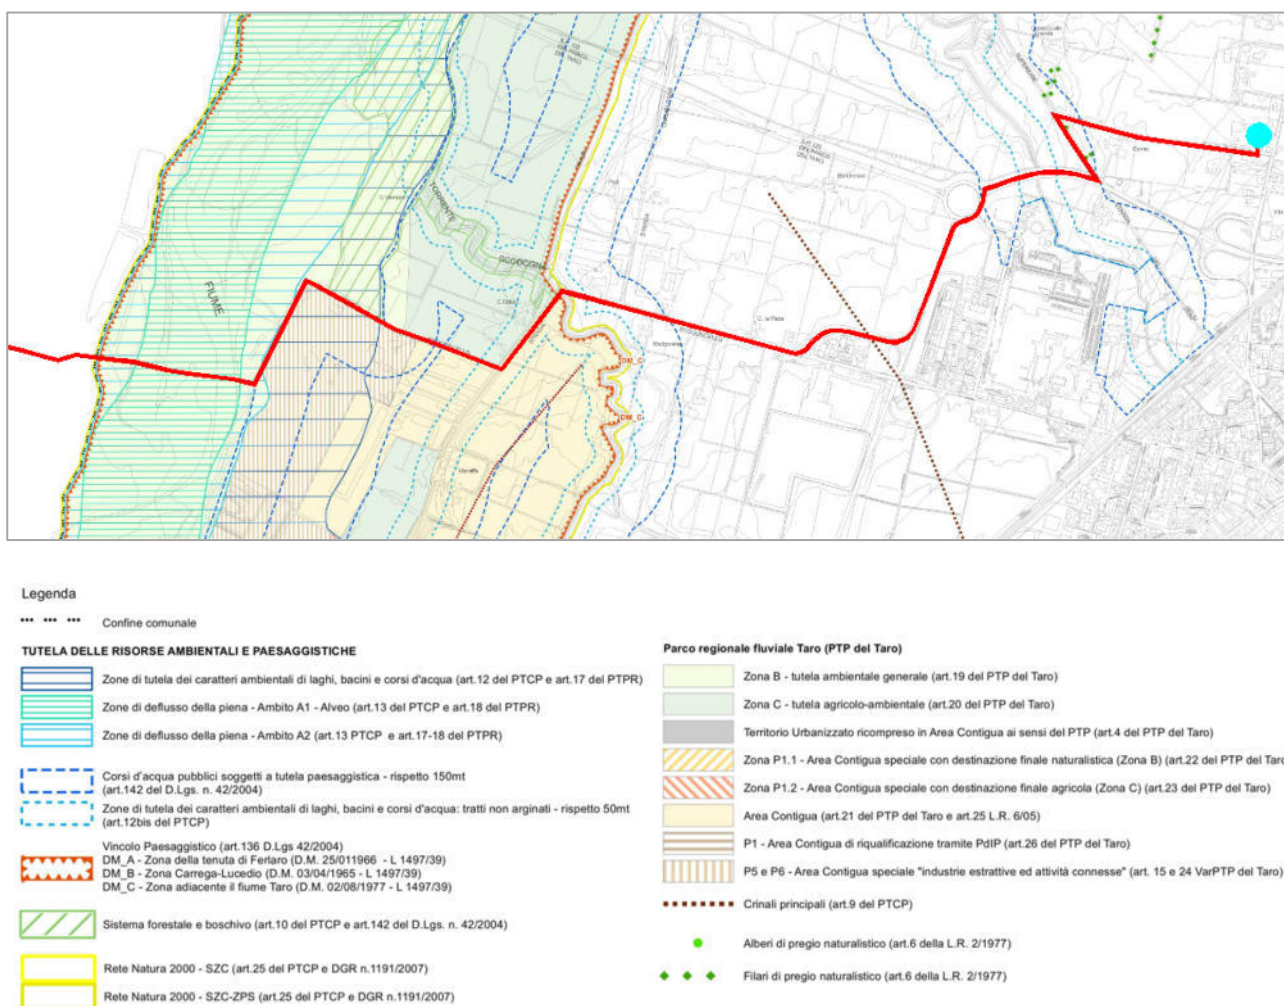 FIUME
TORRENTE
SCODOGNA
DM_C
DM_C
Legenda
Confine comunale
TUTELA DELLE RISORSE AMBIENTALI E PAESAGGISTICHE
Zone di tutela dei caratteri ambientali di laghi, bacini e corsi d'acqua (art.12 del PTCP e art.17 del PTPR)
Zone di deflusso della piena - Ambito A1 - Alveo (art.13 del PTCP e art.18 del PTPR)
Zone di deflusso della piena - Ambito A2 (art.13 PTCP e art.17-18 del PTPR)
Corsi d'acqua pubblici soggetti a tutela paesaggistica - rispetto 150mt
(art.142 del D.Lgs. n. 42/2004)
Zone di tutela dei caratteri ambientali di laghi, bacini e corsi d'acqua: tratti non arginati - rispetto 50mt
(art.12bis del PTCP)
Vincolo Paesaggistico (art.136 D.Lgs 42/2004)
DM_A - Zona della tenuta di Ferlaro (D.M. 25/011966 - L 1497/39)
DM_B - Zona Carrega-Lucedio (D.M. 03/04/1965 - L 1497/39)
DM_C - Zona adiacente il fiume Taro (D.M. 02/08/1977 - L 1497/39)
Sistema forestale e boschivo (art.10 del PTCP e art.142 del D.Lgs. n. 42/2004)
Rete Natura 2000 - SZC (art.25 del PTCP e DGR n.1191/2007)
Rete Natura 2000 - SZC-ZPS (art.25 del PTCP e DGR n.1191/2007)
Parco regionale fluviale Taro (PTP del Taro)
Zona B - tutela ambientale generale (art.19 del PTP del Taro)
Zona C - tutela agricolo-ambientale (art.20 del PTP del Taro)
Territorio Urbanizzato ricompreso in Area Contigua ai sensi del PTP (art.4 del PTP del Taro)
Zona P1.1 - Area Contigua speciale con destinazione finale naturalistica (Zona B) (art.22 del PTP del Taro
Zona P1.2 - Area Contigua speciale con destinazione finale agricola (Zona C) (art.23 del PTP del Taro)
Area Contigua (art.21 del PTP del Taro e art.25 L.R. 6/05)
P1 - Area Contigua di riqualificazione tramite PdIP (art.26 del PTP del Taro)
P5 e P6 - Area Contigua speciale "industrie estrattive ed attività connesse" (art. 15 e 24 VarPTP del Taro)
Crinali principali (art.9 del PTCP)
Alberi di pregio naturalistico (art.6 della L.R. 2/1977)
Filari di pregio naturalistico (art.6 della L.R. 2/1977)